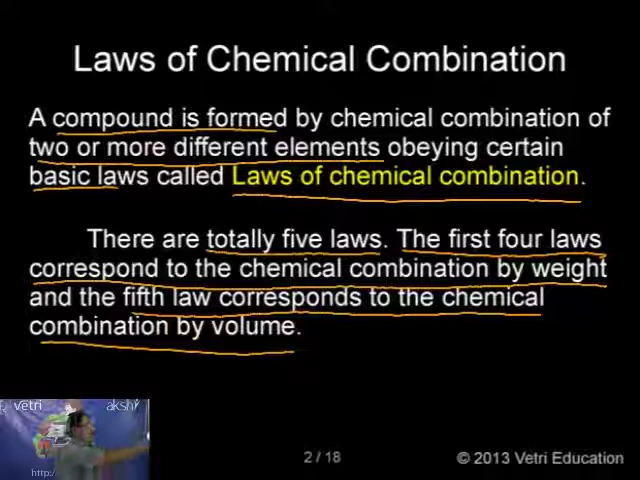 Laws of Chemical Combination
A compound is formed by chemical combination of
two or more different elements obeying certain
basic laws called Laws of chemical combination.
There are totally five laws. The first four laws
correspond to the chemical combination by weight
and the fifth law corresponds to the chemical
combination by volume.
vetri
http:/
2 / 18
© 2013 Vetri Education